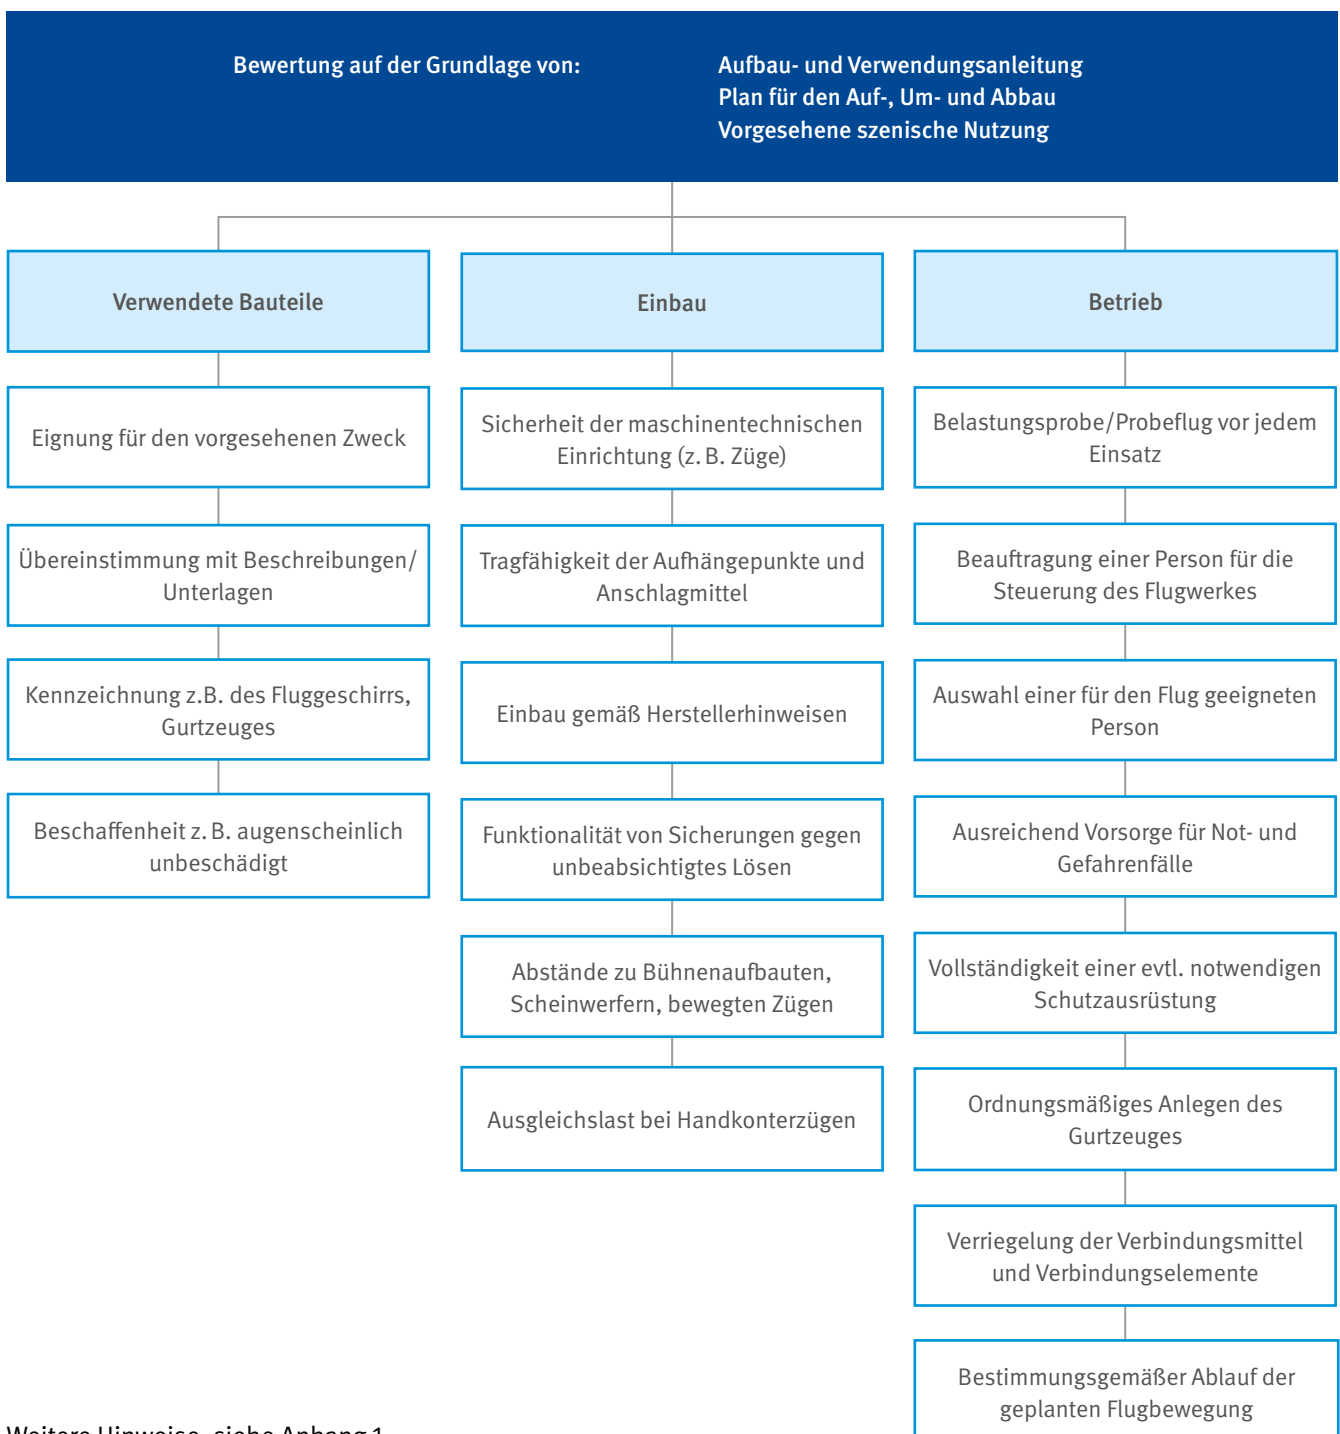 Bewertung auf der Grundlage von:
Aufbau- und Verwendungsanleitung
Plan für den Auf-, Um- und Abbau
Vorgesehene szenische Nutzung
Verwendete Bauteile
Eignung für den vorgesehenen Zweck
Übereinstimmung mit Beschreibungen/
Unterlagen
Kennzeichnung z.B. des Fluggeschirrs,
Gurtzeuges
Beschaffenheit z. B. augenscheinlich
unbeschädigt
Einbau
Sicherheit der maschinentechnischen
Einrichtung (z. B. Züge)
Tragfähigkeit der Aufhängepunkte und
Anschlagmittel
Einbau gemäß Herstellerhinweisen
Funktionalität von Sicherungen gegen
unbeabsichtigtes Lösen
Abstände zu Bühnenaufbauten,
Scheinwerfern, bewegten Zügen
Ausgleichslast bei Handkonterzügen
Betrieb
Belastungsprobe/Probeflug vor jedem
Einsatz
Beauftragung einer Person für die
Steuerung des Flugwerkes
Auswahl einer für den Flug geeigneten
Person
Ausreichend Vorsorge für Not- und
Gefahrenfälle
Vollständigkeit einer evtl. notwendigen
Schutzausrüstung
Ordnungsmäßiges Anlegen des
Gurtzeuges
Verriegelung der Verbindungsmittel
und Verbindungselemente
Bestimmungsgemäßer Ablauf der
geplanten Flugbewegung
Weitere Hinweise, siehe Anhang 1